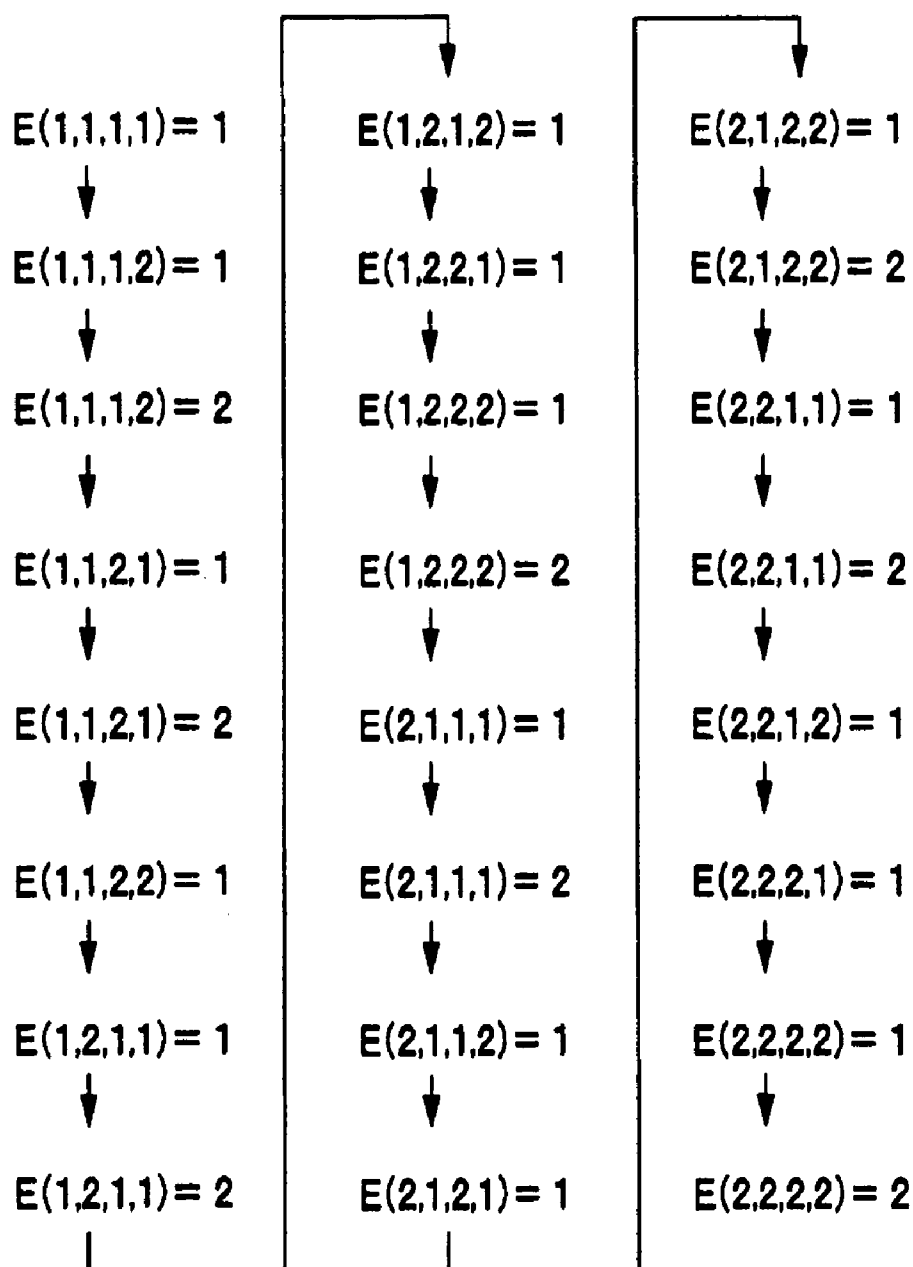 E(1,1,1,1)= 1
E(1,1,1,2)= 1
E(1,1,1,2)= 2
E(1,1,2,1)= 1
E(1,1,2,1)= 2
E(1,1,2,2)= 1
E(1,2,1,1)= 1
E(1,2,1,1)= 2
E(1,2,1,2)= 1
E(1,2,2,1)= 1
E(1,2,2,2)= 1
E(1,2,2,2)= 2
E(2,1,1,1)= 1
E(2,1,1,1)= 2
E(2,1,1,2)= 1
E(2,1,2,1)= 1
E(2,1,2,2)= 1
E(2,1,2,2)= 2
E(2,2,1,1)= 1
E(2,2,1,1)= 2
E(2,2,1,2)= 1
E(2,2,2,1)= 1
E(2,2,2,2)= 1
E(2,2,2,2)= 2